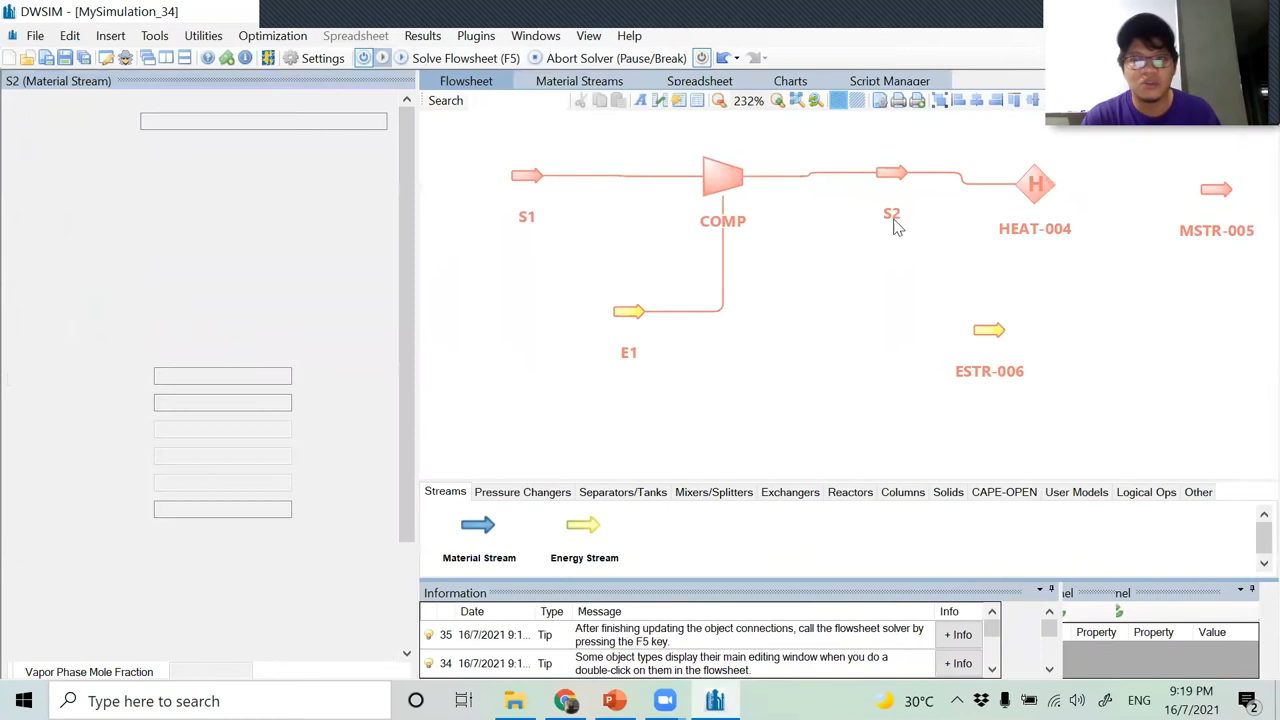 DWSIM - [MySimulation_34]
File Edit Insert Tools Utilities Optimization Spreadsheet Results Plugins Windows View Help
Settings Solve Flowsheet (F5) Abort Solver (Pause/Break)
S2 (Material Stream)
Flowsheet Material Streams Spreadsheet Charts Script Manager
Search 232%
S1
COMP
S2
H
HEAT-004
MSTR-005
E1
ESTR-006
Streams Pressure Changers Separators/Tanks Mixers/Splitters Exchangers Reactors Columns Solids CAPE-OPEN User Models Logical Ops Other
Material Stream Energy Stream
Information nel nel
Date Type Message Info
Property Property Value
35 16/7/2021 9:1... Tip After finishing updating the object connections, call the flowsheet solver by pressing the F5 key. + Info
34 16/7/2021 9:1... Tip Some object types display their main editing window when you do a double-click on them in the flowsheet. + Info
Vapor Phase Mole Fraction
Type here to search
30°C
ENG
9:19 PM
16/7/2021
2